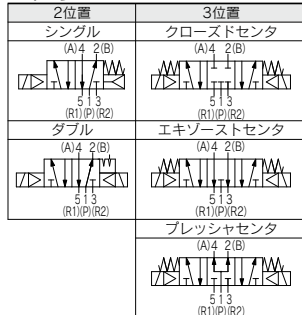 2位置 3位置
シングル クローズドセンタ
(A)4 2(B) (A)4 2(B)
5 1 3 5 1 3
(R1)(P)(R2) (R1)(P)(R2)
ダブル エキゾーストセンタ
(A)4 2(B) (A)4 2(B)
5 1 3 5 1 3
(R1)(P)(R2) (R1)(P)(R2)
プレッシャセンタ
(A)4 2(B)
5 1 3
(R1)(P)(R2)